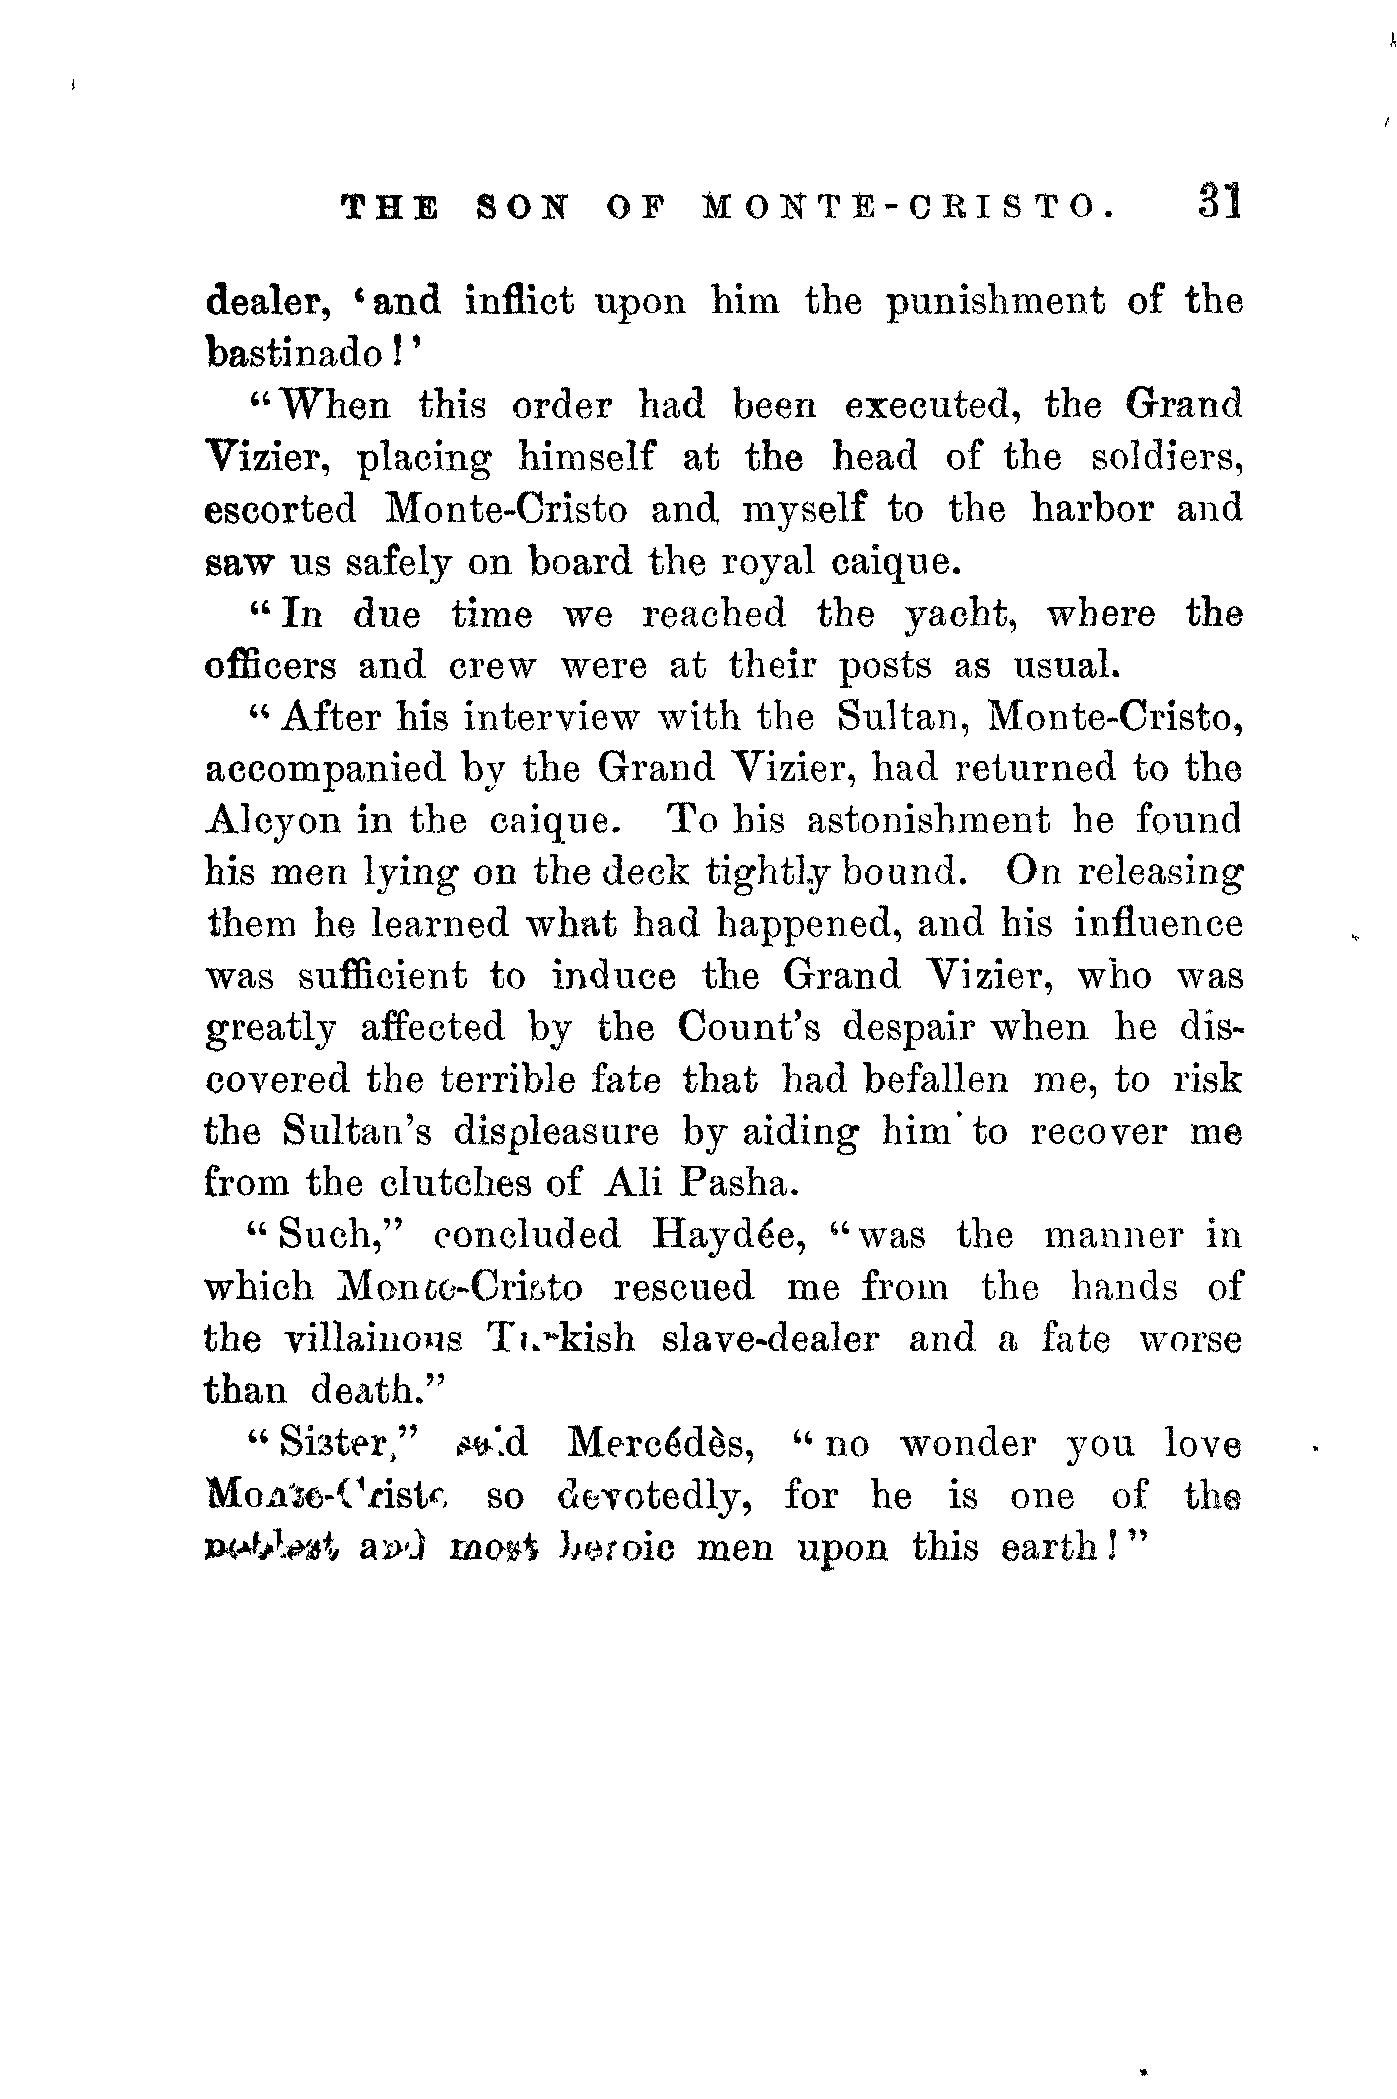 THE SON OF MONTE-CRISTO. 31
dealer, ‘and inflict upon him the punishment of the
bastinado!’
“When this order had been executed, the Grand
Vizier, placing himself at the head of the soldiers,
escorted Monte-Cristo and myself to the harbor and
saw us safely on board the royal caique.
“In due time we reached the yacht, where the
officers and crew were at their posts as usual.
“After his interview with the Sultan, Monte-Cristo,
accompanied by the Grand Vizier, had returned to the
Alcyon in the caique. To his astonishment he found
his men lying on the deck tightly bound. On releasing
them he learned what had happened, and his influence
was sufficient to induce the Grand Vizier, who was
greatly affected by the Count’s despair when he dis-
covered the terrible fate that had befallen me, to risk
the Sultan’s displeasure by aiding him to recover me
from the clutches of Ali Pasha.
“Such,” concluded Haydée, “was the manner in
which Monte-Cristo rescued me from the hands of
the villainous Turkish slave-dealer and a fate worse
than death.”
“Sister,” said Mercédès, “no wonder you love
Monte-Cristo so devotedly, for he is one of the
noblest and most heroic men upon this earth!”